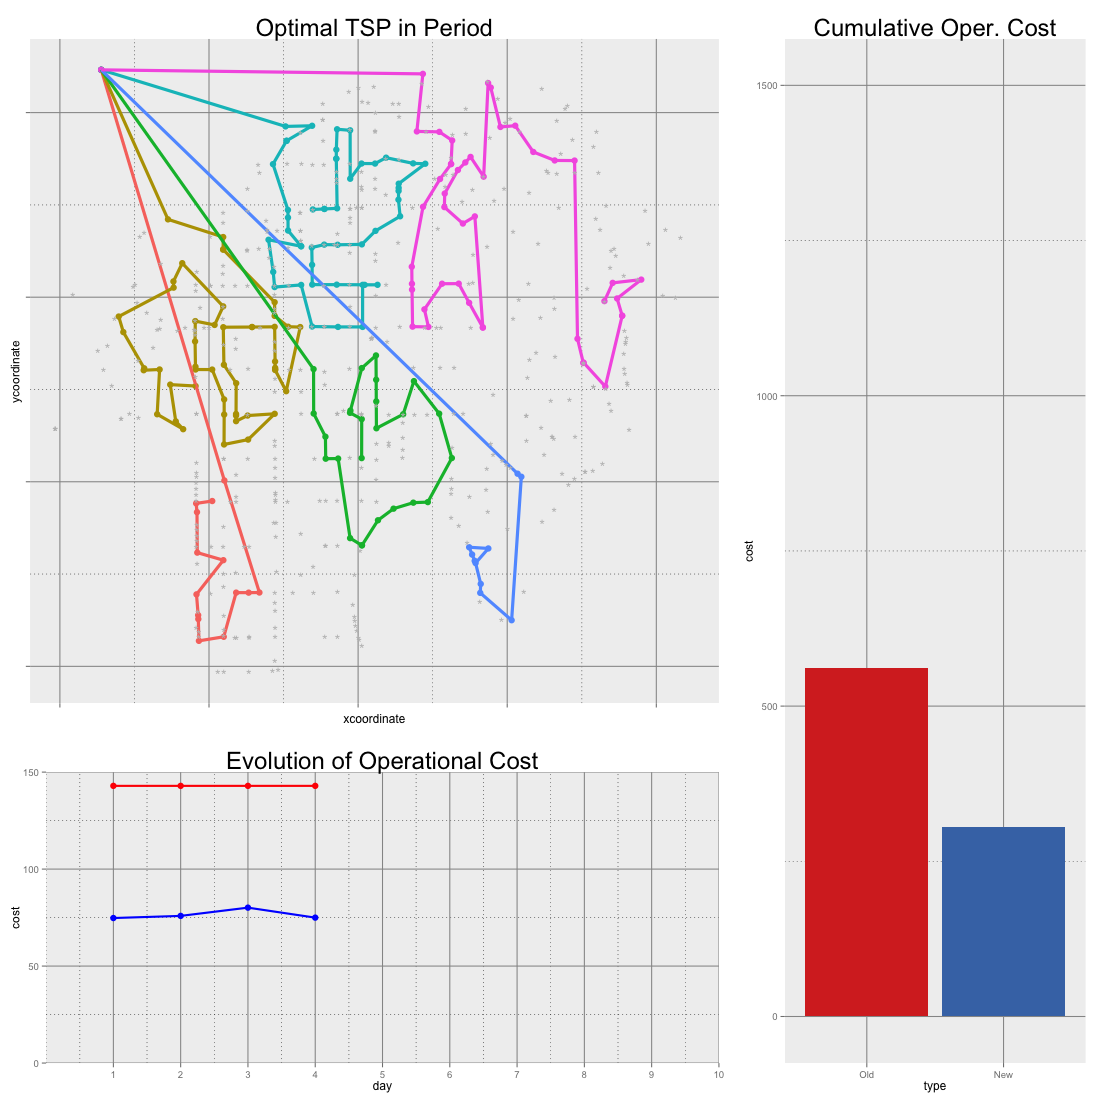 Optimal TSP in Period
ycoordinate
xcoordinate
Evolution of Operational Cost
150
100
50
0
cost
1 2 3 4 5 6 7 8 9 10
day
Cumulative Oper. Cost
1500
1000
500
0
cost
Old New
type